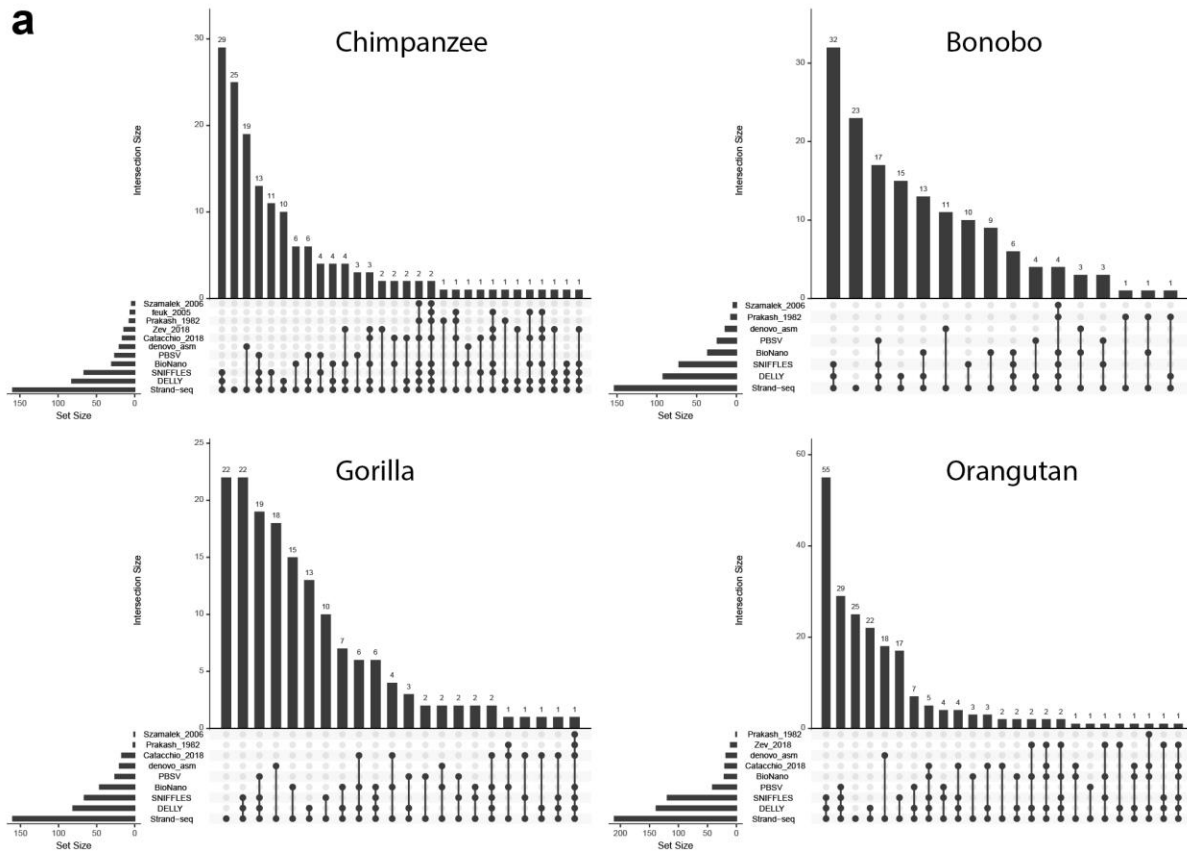 a
Chimpanzee
Intersection Size
30
20
10
0
29 25 19 13 11 10 6 6 4 4 4 3 3 2 2 2 2 2 1 1 1 1 1 1 1 1 1 1 1 1
Szamalek_2006
feuk_2005
Prakash_1982
Zev_2018
Catacchio_2018
denovo_asm
PBSV
BioNano
SNIFFLES
DELLY
Strand-seq
150 100 50 0
Set Size
Bonobo
Intersection Size
30
20
10
0
32 23 17 15 13 11 10 9 6 4 4 3 3 1 1 1
Szamalek_2006
Prakash_1982
denovo_asm
PBSV
BioNano
SNIFFLES
DELLY
Strand-seq
150 100 50 0
Set Size
Gorilla
Intersection Size
25
20
15
10
5
0
22 22 19 18 15 13 10 7 6 6 4 3 2 2 2 2 2 1 1 1 1 1
Szamalek_2006
Prakash_1982
Catacchio_2018
denovo_asm
PBSV
BioNano
SNIFFLES
DELLY
Strand-seq
150 100 50 0
Set Size
Orangutan
Intersection Size
60
40
20
0
55 29 25 22 18 17 7 5 4 4 3 3 2 2 2 2 2 1 1 1 1 1 1 1 1
Prakash_1982
Zev_2018
denovo_asm
Catacchio_2018
BioNano
PBSV
SNIFFLES
DELLY
Strand-seq
200 150 100 50 0
Set Size